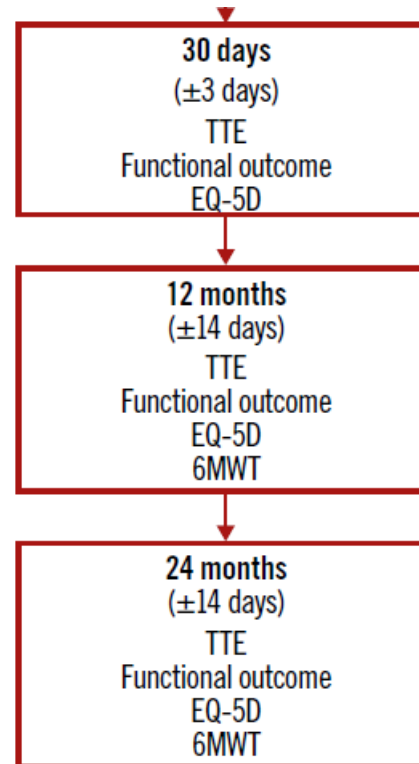 30 days
(±3 days)
TTE
Functional outcome
EQ-5D
12 months
(±14 days)
TTE
Functional outcome
EQ-5D
6MWT
24 months
(±14 days)
TTE
Functional outcome
EQ-5D
6MWT